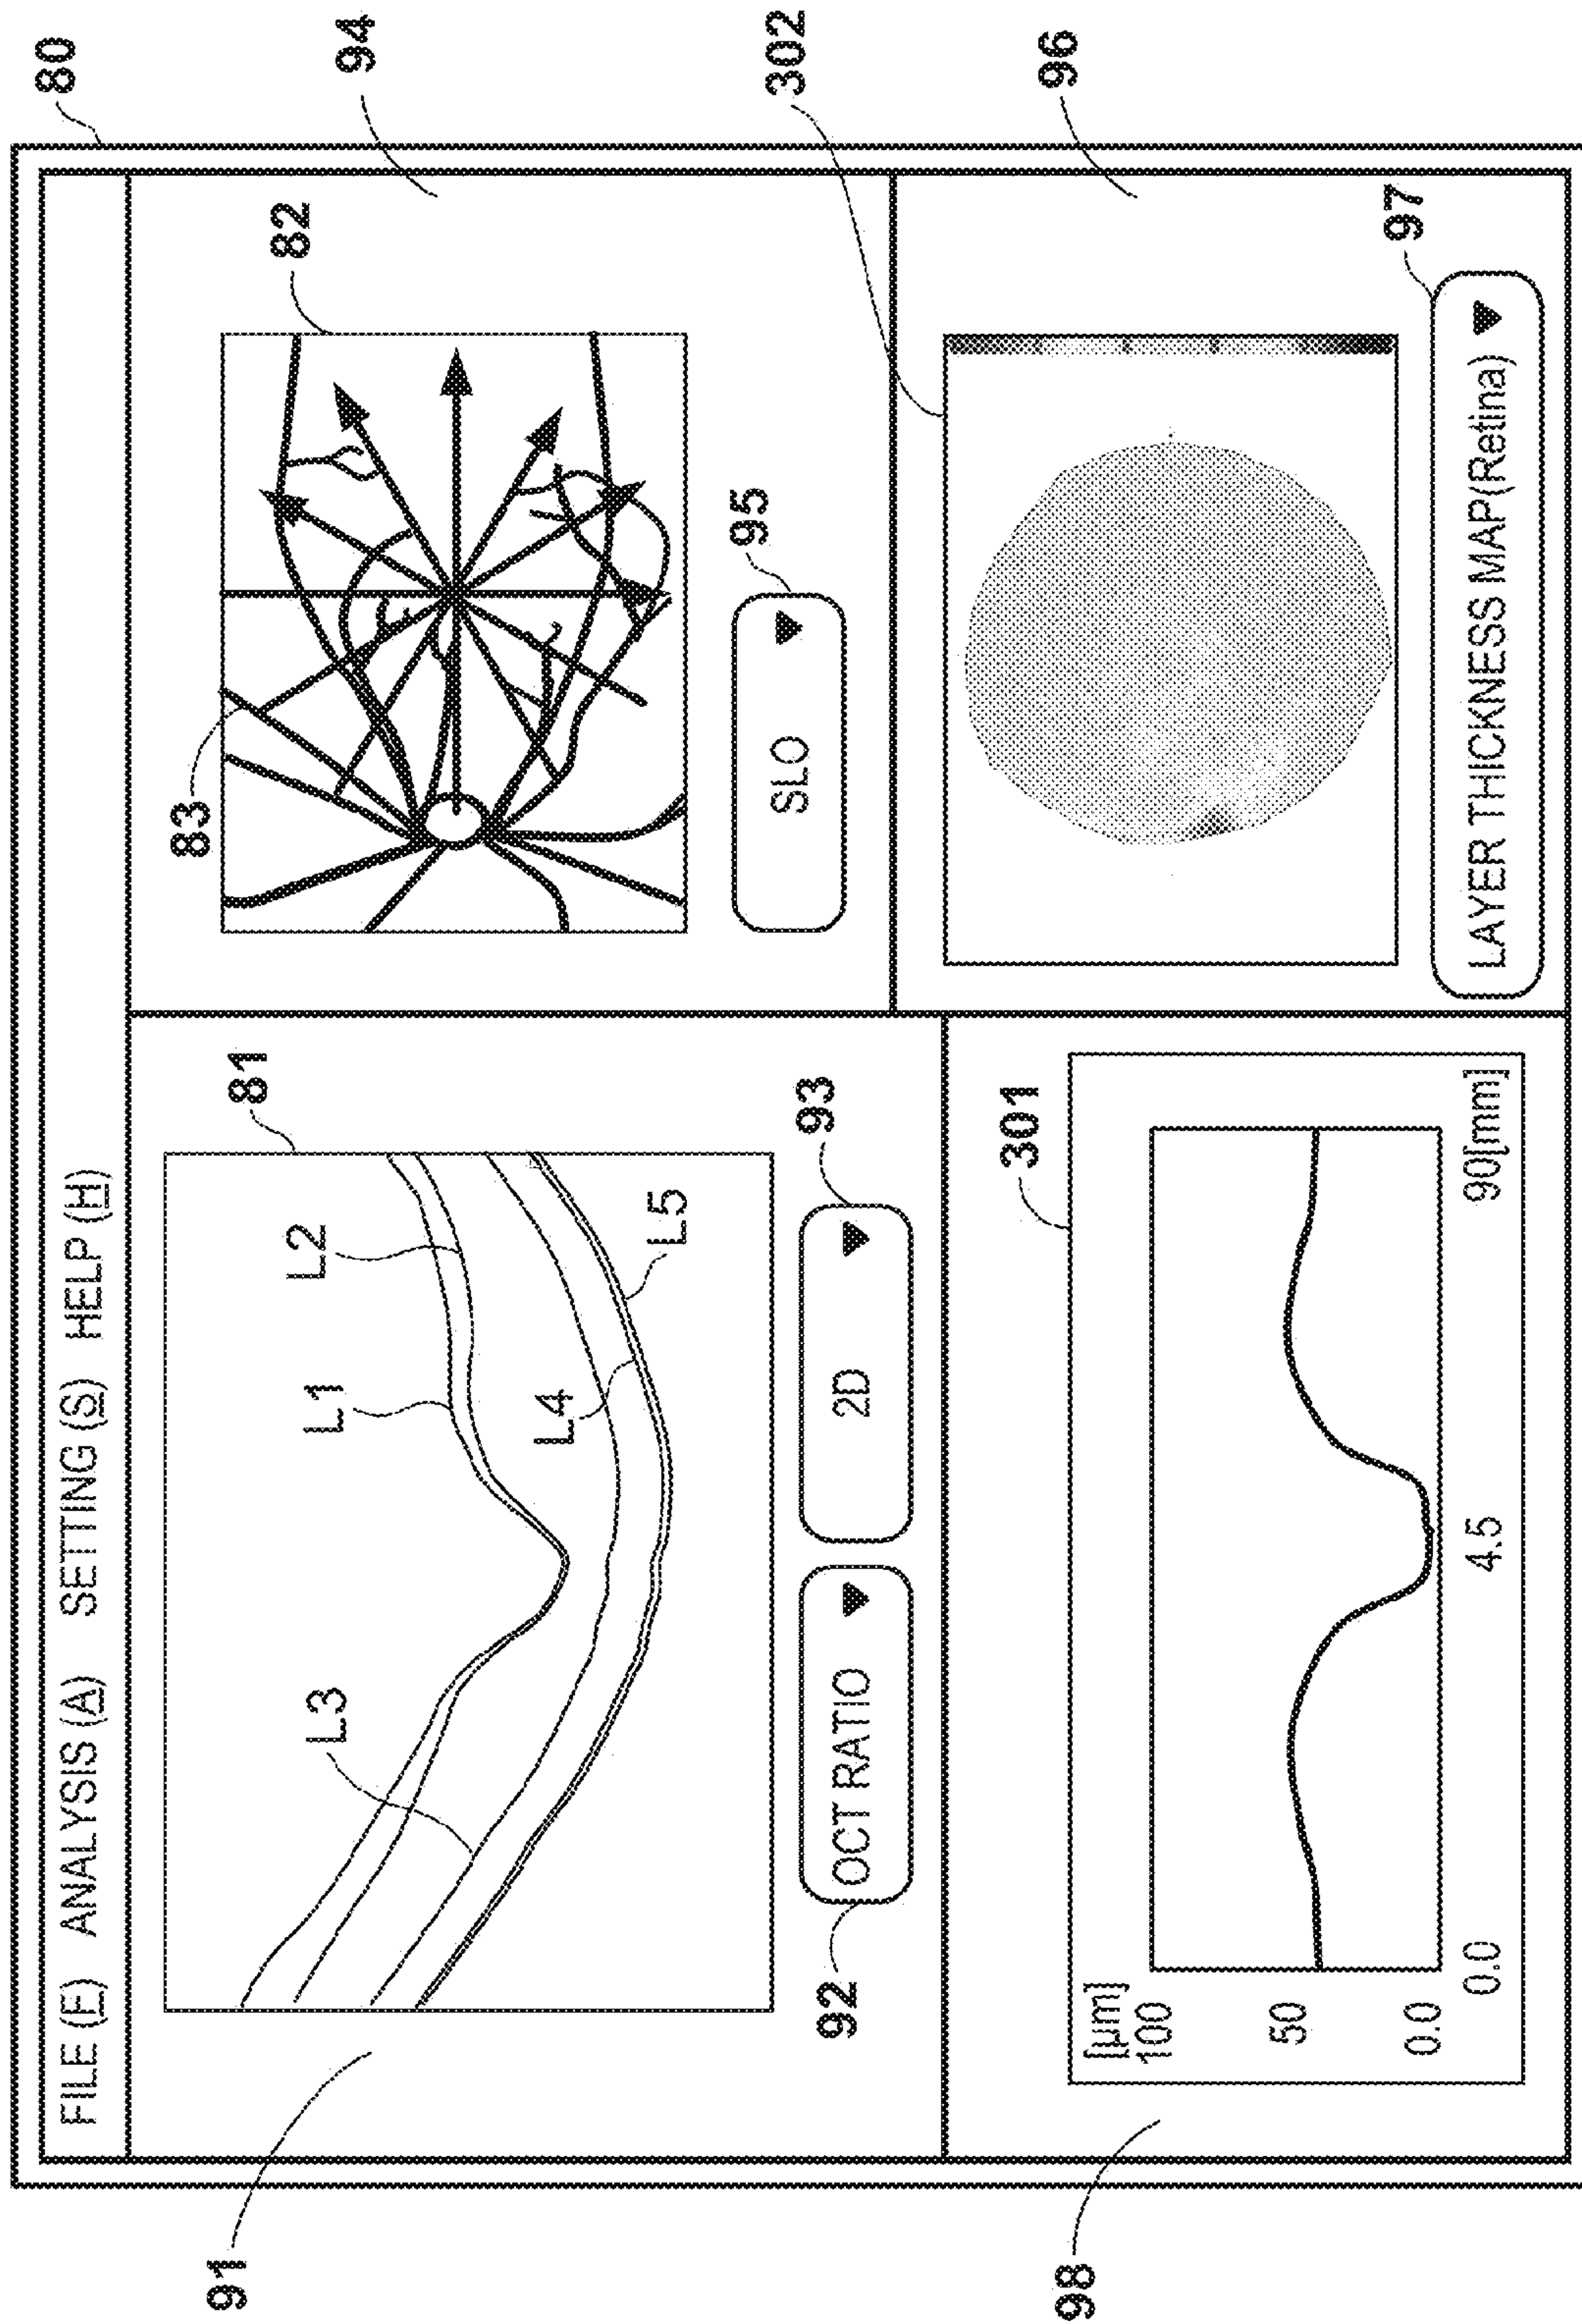 80
FILE (F) ANALYSIS (A) SETTING (S) HELP (H)
91
81
L1
L2
L3
L4
L5
92
OCT RATIO ▼
93
2D ▼
94
82
83
95
SLO ▼
98
301
[µm]
100
50
0.0
0.0
4.5
90[mm]
302
96
97
LAYER THICKNESS MAP(Retina) ▼